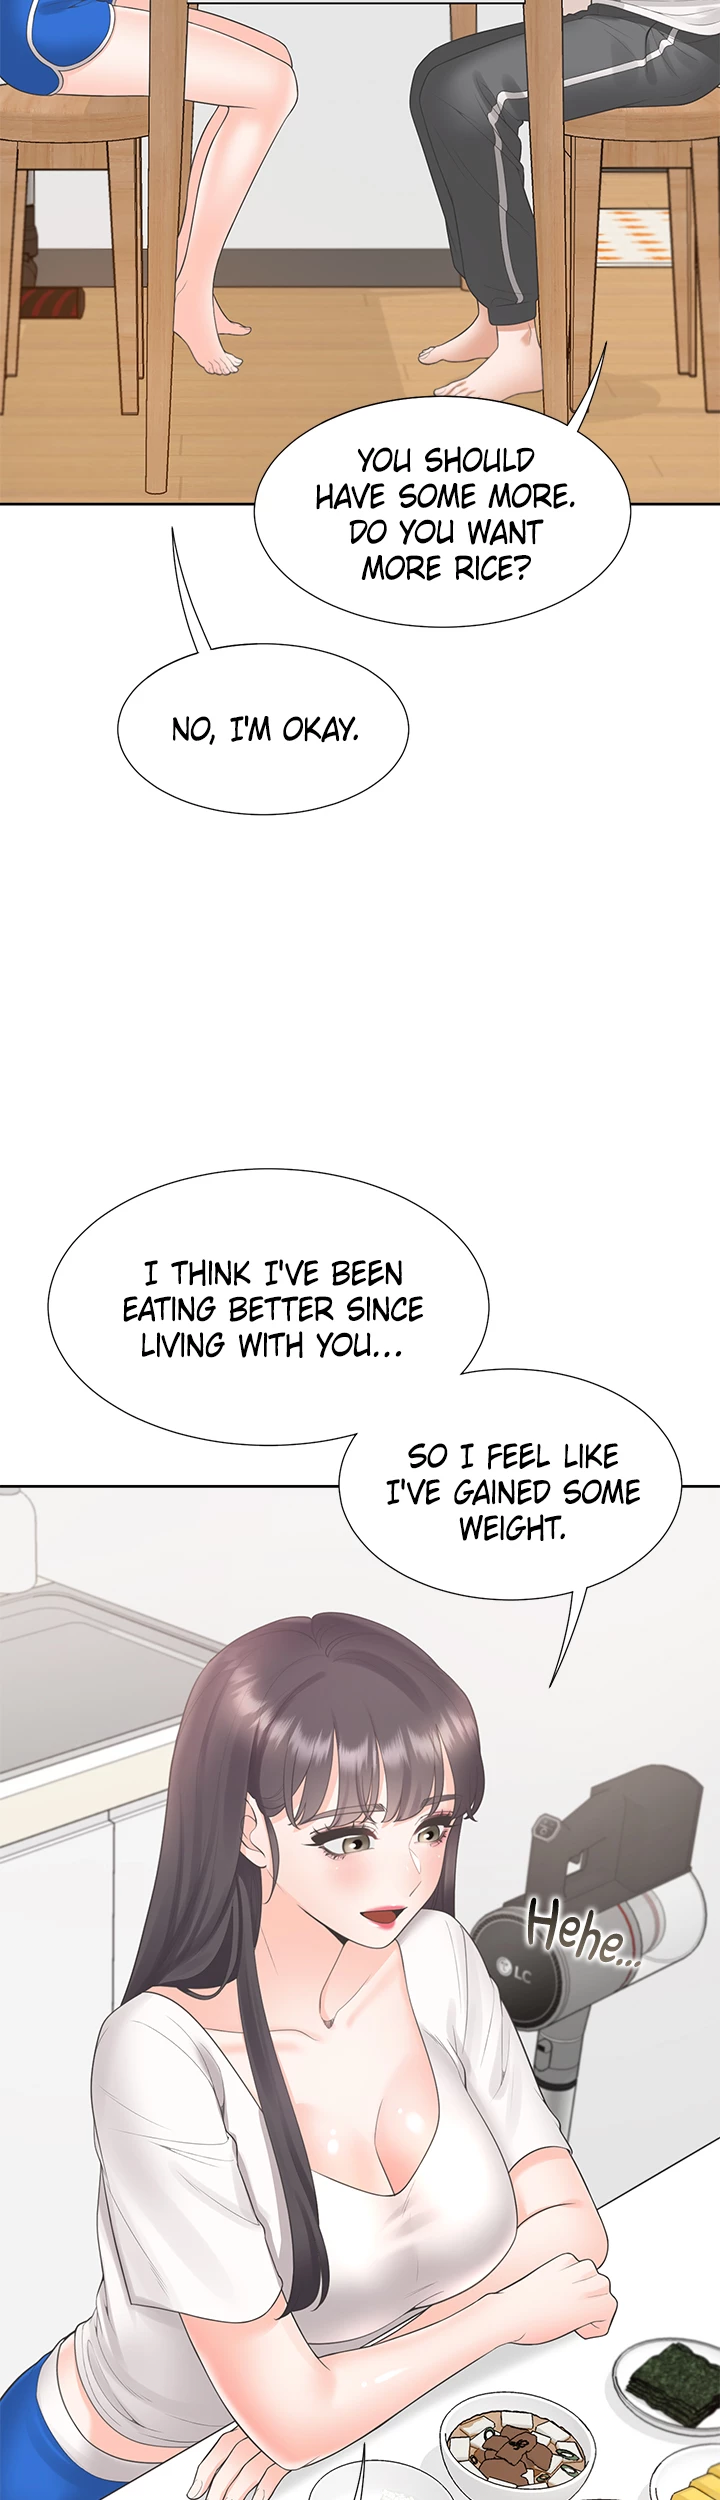 YOU SHOULD
HAVE SOME MORE.
DO YOU WANT
MORE RICE?
NO, I'M OKAY.
I THINK I'VE BEEN
EATING BETTER SINCE
LIVING WITH YOU...
SO I FEEL LIKE
I'VE GAINED SOME
WEIGHT.
Hehe...
LC